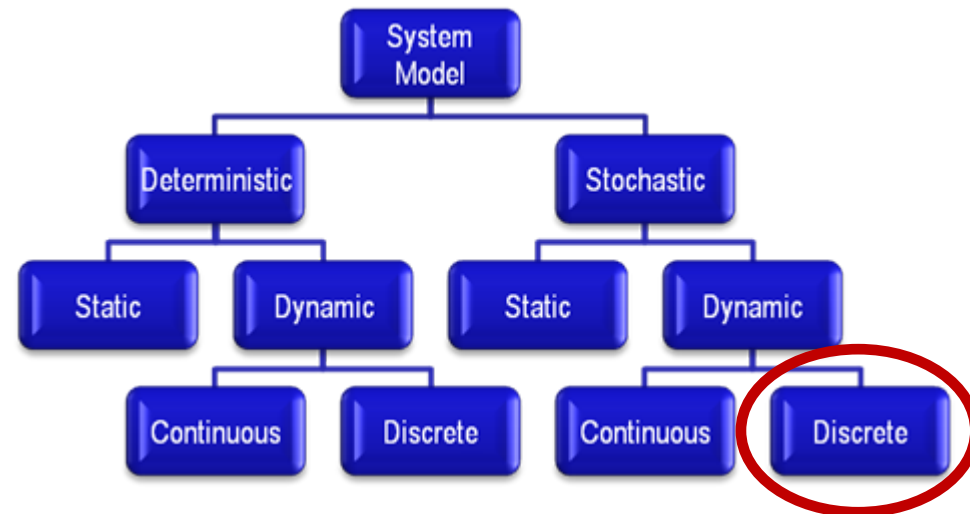 System
Model
Deterministic
Stochastic
Static
Dynamic
Static
Dynamic
Continuous
Discrete
Continuous
Discrete